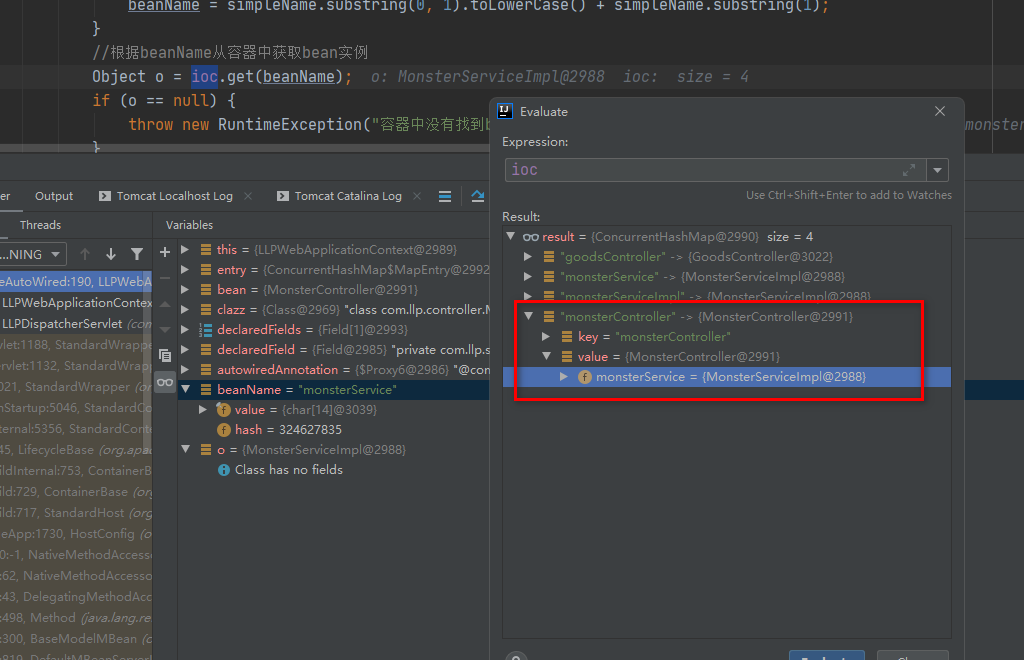 beanName = simpleName.substring(0, 1).toLowerCase() + simpleName.substring(1);
}
//根据beanName从容器中获取bean实例
Object o = ioc.get(beanName); o: MonsterServiceImpl@2988 ioc: size = 4
if (o == null) {
throw new RuntimeException("容器中没有找到b
monster
}
Evaluate
Expression:
ioc
Use Ctrl+Shift+Enter to add to Watches
Result:
result = {ConcurrentHashMap@2990} size = 4
"goodsController" -> {GoodsController@3022}
"monsterService" -> {MonsterServiceImpl@2988}
"monsterServiceImpl" -> {MonsterServiceImpl@2988}
"monsterController" -> {MonsterController@2991}
key = "monsterController"
value = {MonsterController@2991}
monsterService = {MonsterServiceImpl@2988}
er Output Tomcat Localhost Log Tomcat Catalina Log
Threads
...NING
eAutoWired:190, LLPWebA
LLPWebApplicationContex
LLPDispatcherServlet (com
vlet:1188, StandardWrappe
ervlet:1132, StandardWrapp
021, StandardWrapper (org
nStartup:5046, StandardCo
ternal:5356, StandardConte
45, LifecycleBase (org.apac
ildInternal:753, ContainerB
ild:729, ContainerBase (org
ild:717, StandardHost (org
eApp:1730, HostConfig (o
0:-1, NativeMethodAccesso
:62, NativeMethodAccesso
:43, DelegatingMethodAcc
:498, Method (java.lang.re
:300, BaseModelMBean (o
819, DefaultMBeanServerI
Variables
this = {LLPWebApplicationContext@2989}
entry = {ConcurrentHashMap$MapEntry@2992
bean = {MonsterController@2991}
clazz = {Class@2969} "class com.llp.controller.M
declaredFields = {Field[1]@2993}
declaredField = {Field@2985} "private com.llp.s
autowiredAnnotation = {$Proxy6@2986} "@con
beanName = "monsterService"
value = {char[14]@3039}
hash = 324627835
o = {MonsterServiceImpl@2988}
Class has no fields